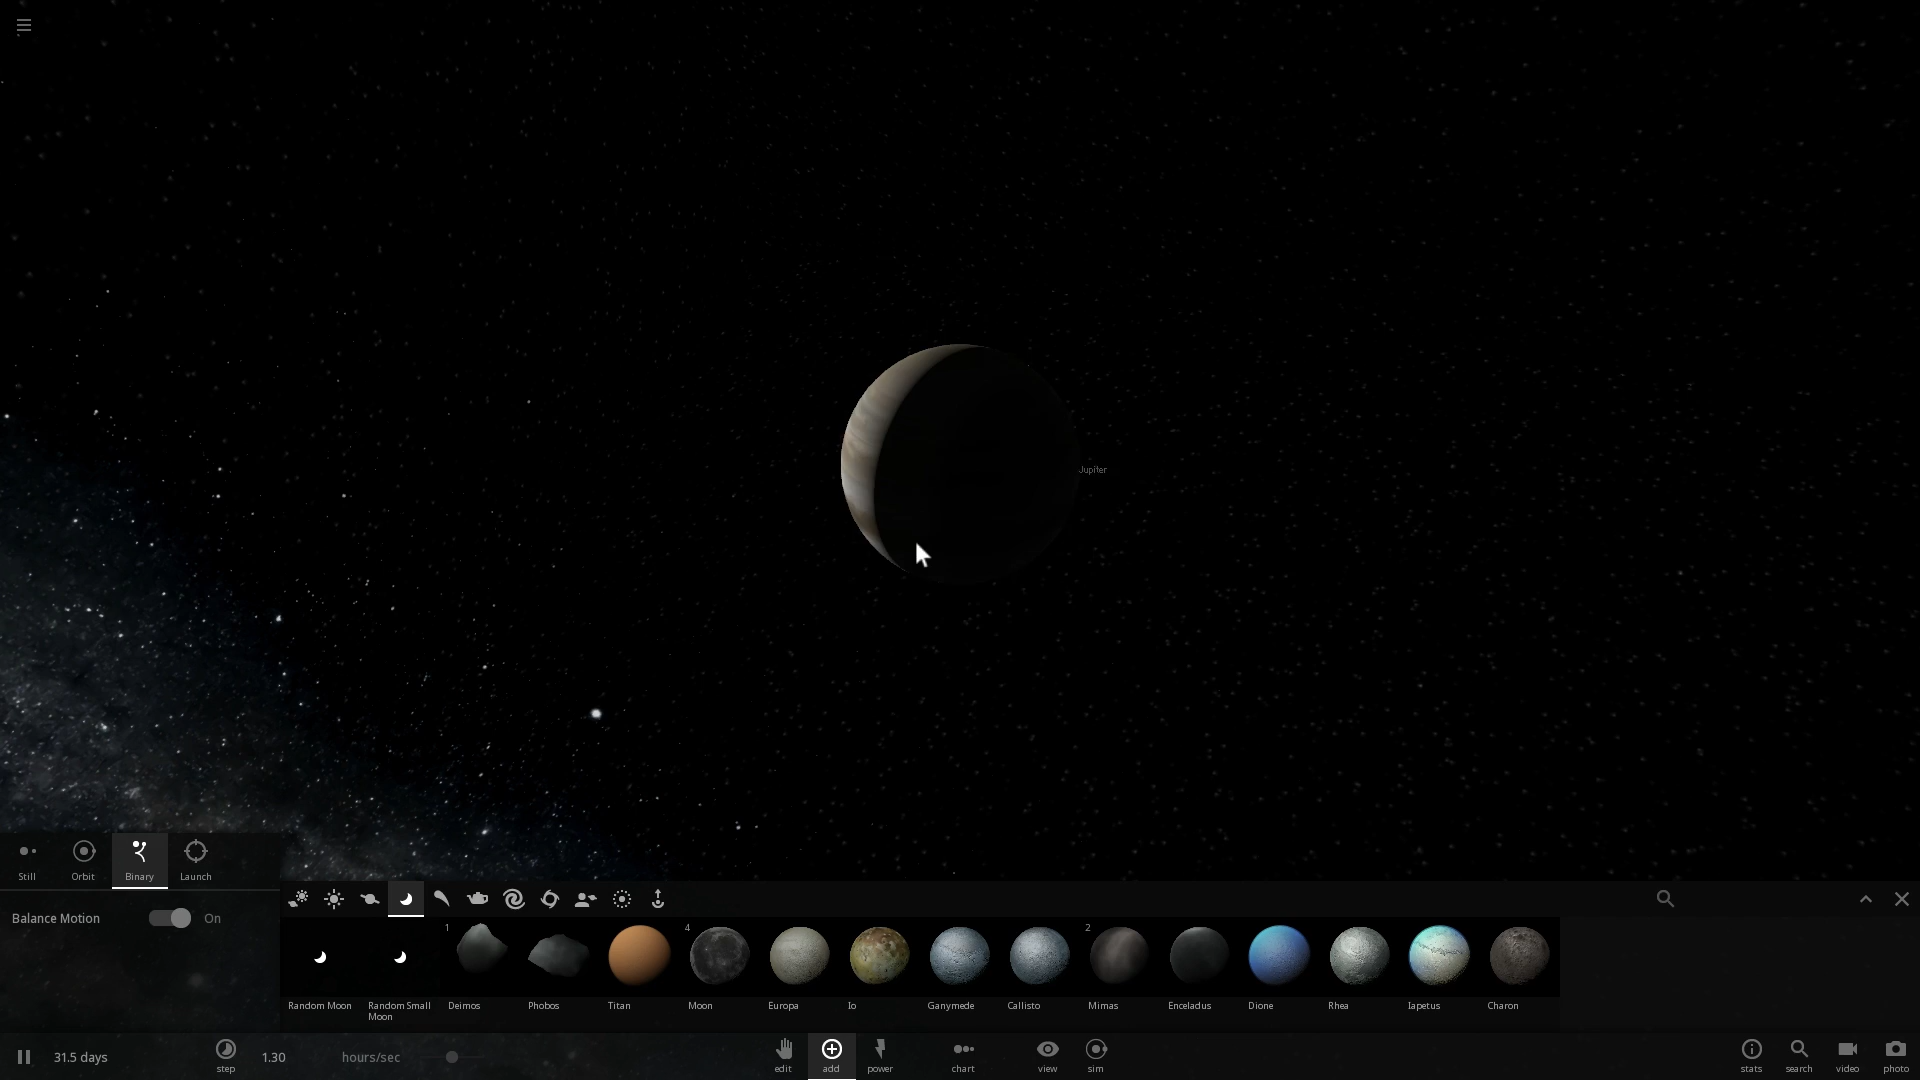 Jupiter
Still
Orbit
Binary
Launch
Balance Motion
On
1
4
2
Random Moon
Random Small
Moon
Deimos
Phobos
Titan
Moon
Europa
Io
Ganymede
Callisto
Mimas
Enceladus
Dione
Rhea
Iapetus
Charon
31.5 days
step
1.30
hours/sec
edit
add
power
chart
view
sim
stats
search
video
photo